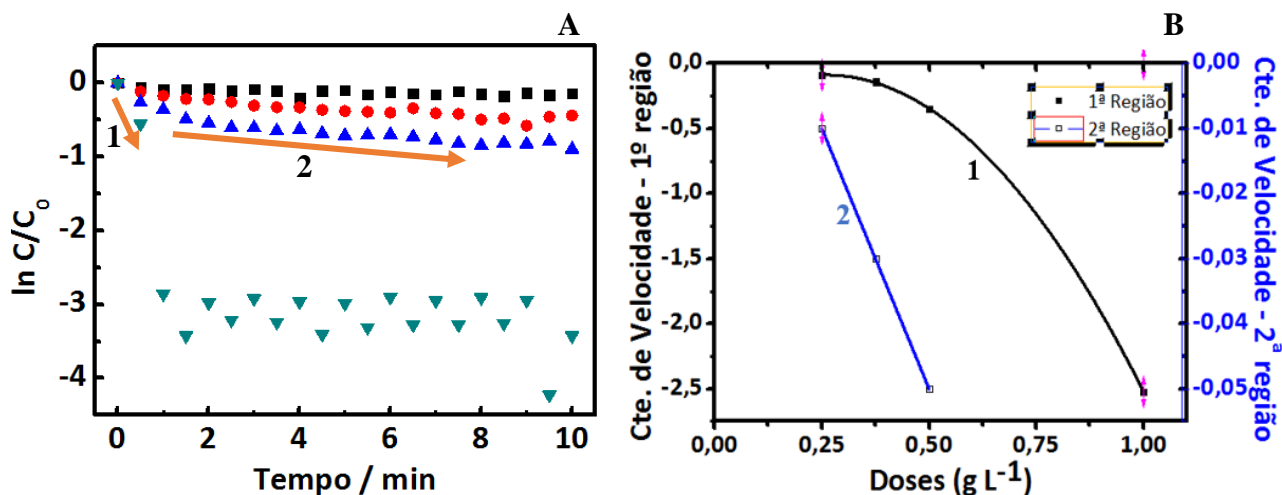 A
0
-1
-2
-3
-4
ln C/C0
1
2
0 2 4 6 8 10
Tempo / min
B
0,0
-0,5
-1,0
-1,5
-2,0
-2,5
Cte. de Velocidade - 1º região
1ª Região
2ª Região
1
2
0,00
-0,01
-0,02
-0,03
-0,04
-0,05
Cte. de Velocidade - 2ª região
0,00 0,25 0,50 0,75 1,00
Doses (g L-1)